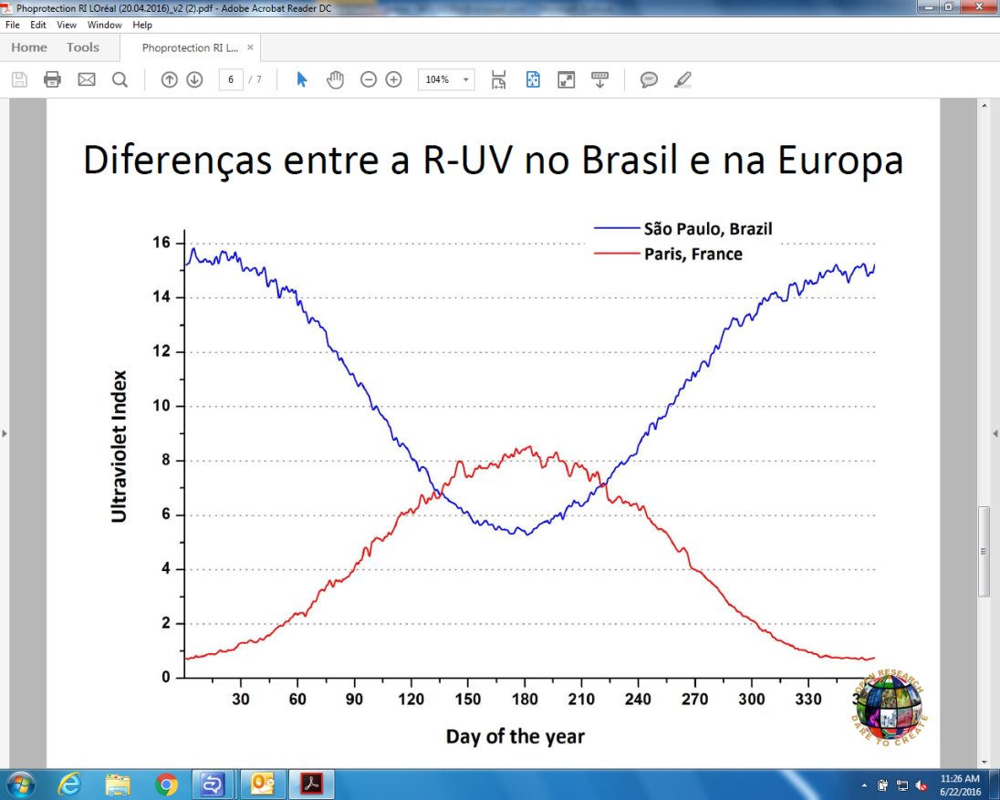 Phoprotection RI LOréal (20.04.2016)_v2 (2).pdf - Adobe Acrobat Reader DC
File Edit View Window Help
Home Tools Phoprotection RI L... ×
6 / 7 104%
Diferenças entre a R-UV no Brasil e na Europa
São Paulo, Brazil
Paris, France
Ultraviolet Index
16
14
12
10
8
6
4
2
0
30 60 90 120 150 180 210 240 270 300 330
Day of the year
OPEN RESEARCH
DARE TO CREATE
11:26 AM
6/22/2016